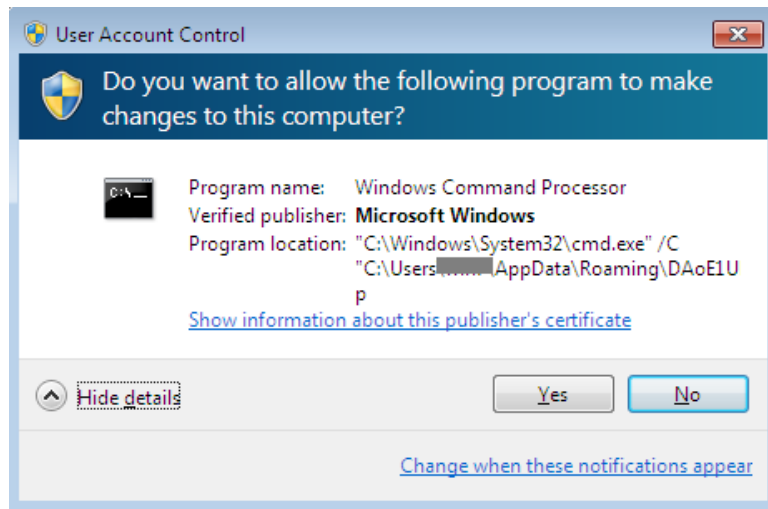 User Account Control
Do you want to allow the following program to make
changes to this computer?
C:\_
Program name: Windows Command Processor
Verified publisher: Microsoft Windows
Program location: "C:\Windows\System32\cmd.exe" /C
"C:\Users\ \AppData\Roaming\DAoE1U
p
Show information about this publisher's certificate
Hide details
Yes
No
Change when these notifications appear